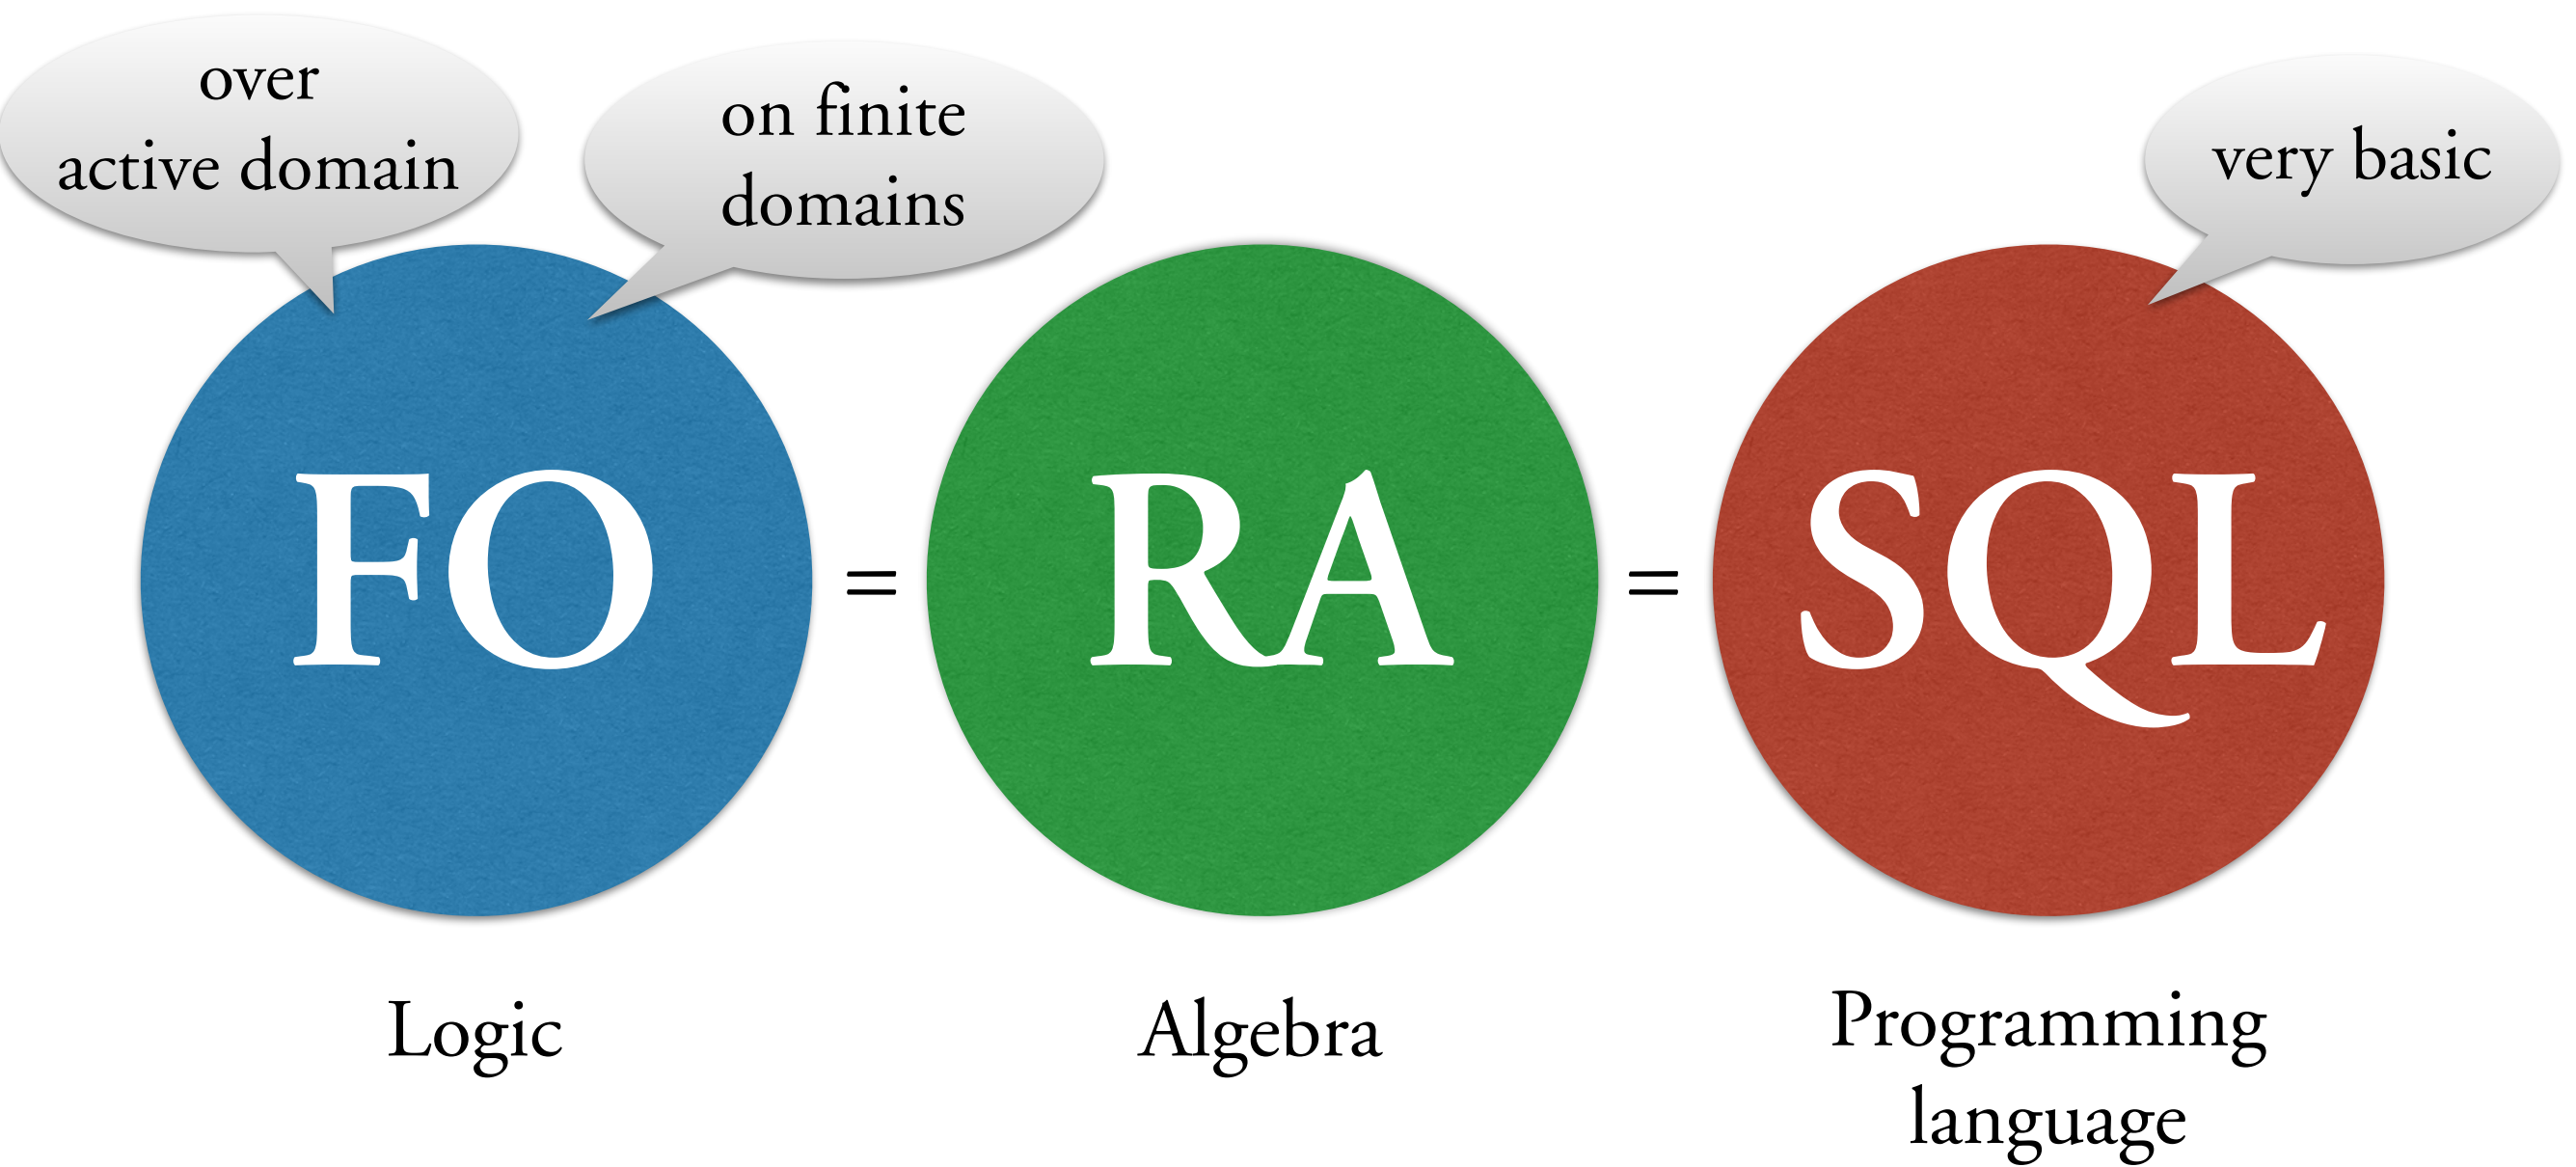 over
active domain
on finite
domains
very basic
FO = RA = SQL
Logic
Algebra
Programming
language